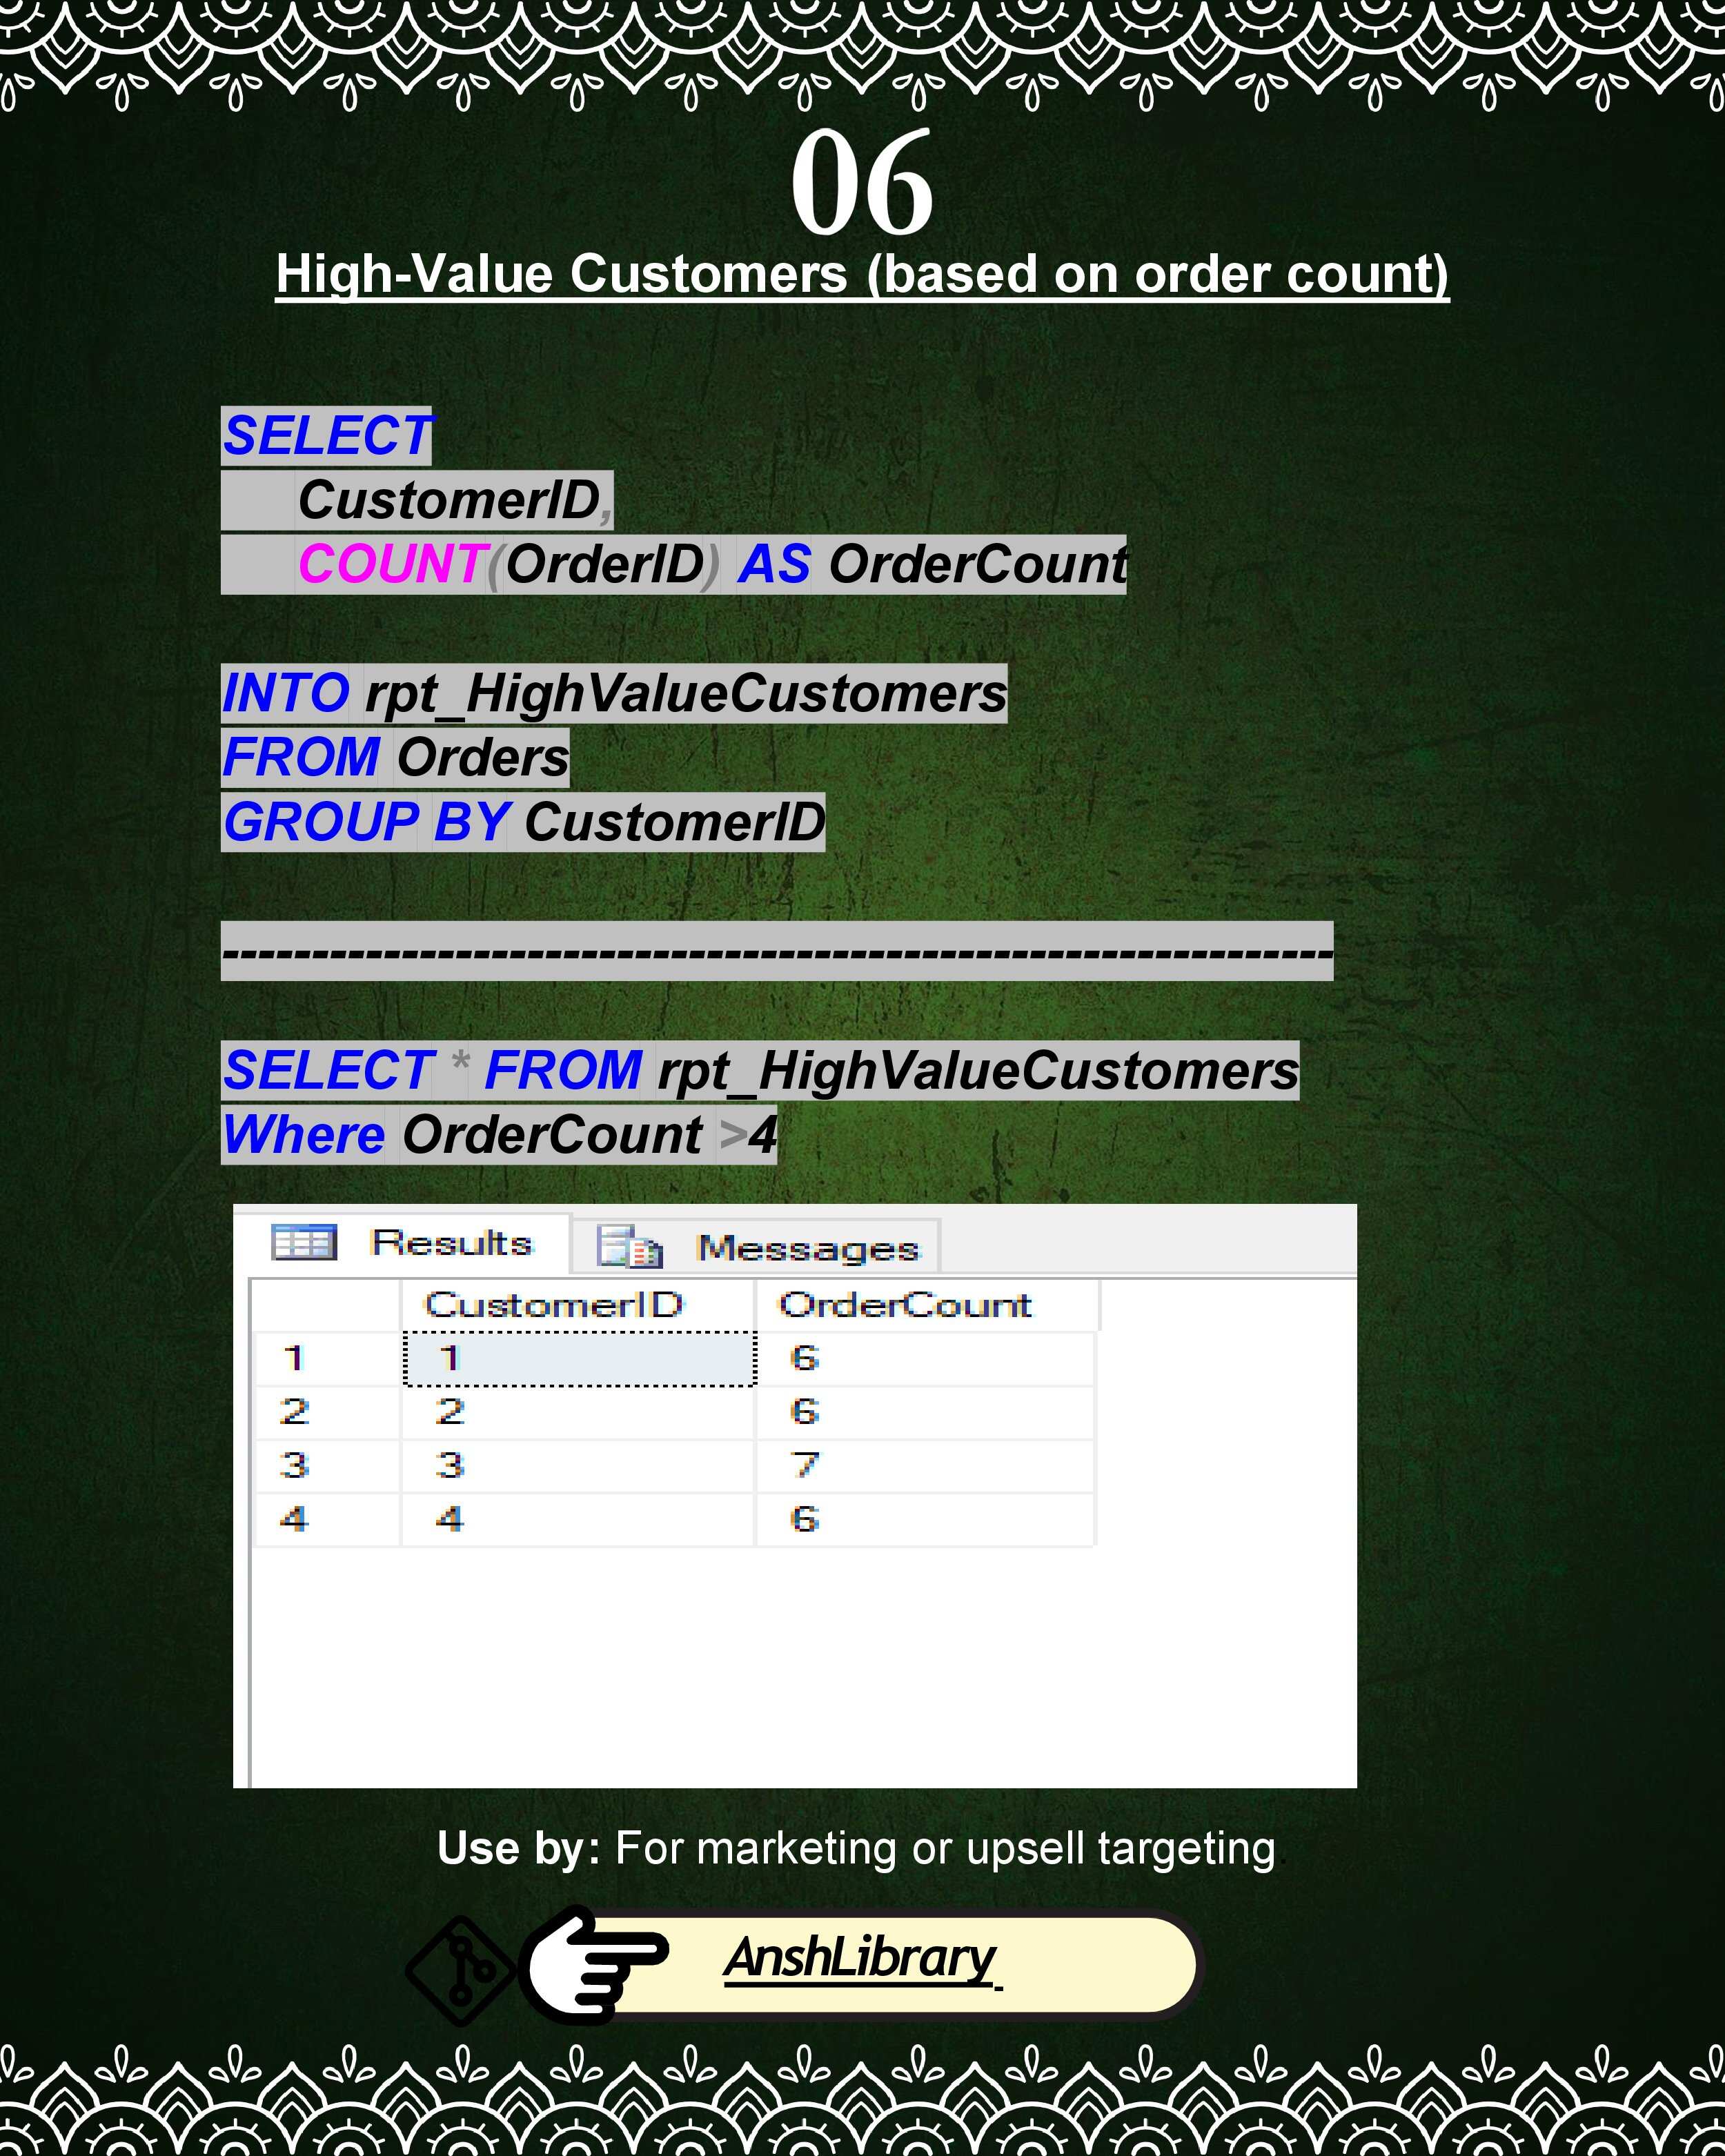 06
High-Value Customers (based on order count)
SELECT
CustomerID,
COUNT(OrderID) AS OrderCount
INTO rpt_HighValueCustomers
FROM Orders
GROUP BY CustomerID
--------------------------------------------------------------
SELECT * FROM rpt_HighValueCustomers
Where OrderCount >4
Results Messages
CustomerID OrderCount
1 1 6
2 2 6
3 3 7
4 4 6
Use by: For marketing or upsell targeting.
AnshLibrary